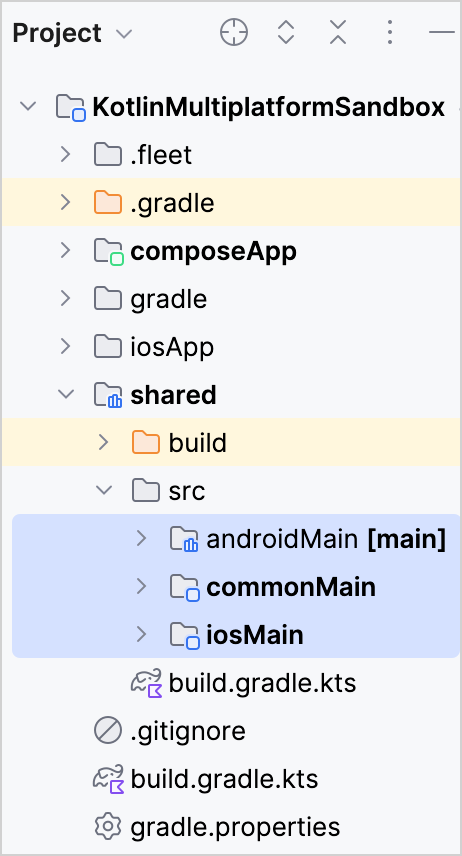 Project
KotlinMultiplatformSandbox
.fleet
.gradle
composeApp
gradle
iosApp
shared
build
src
androidMain [main]
commonMain
iosMain
build.gradle.kts
.gitignore
build.gradle.kts
gradle.properties